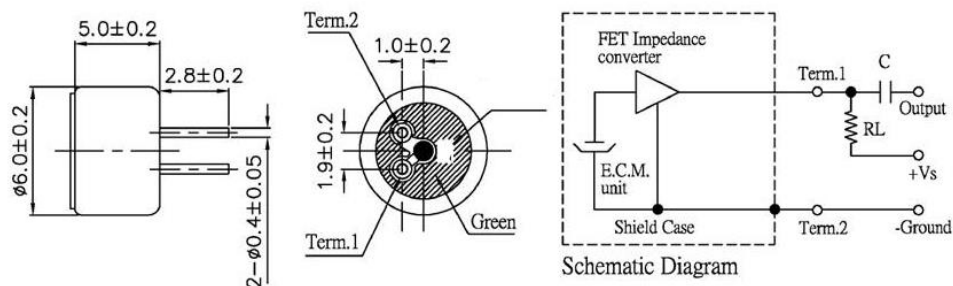 5.0±0.2
2.8±0.2
ø6.0±0.2
2-ø0.4±0.05
Term.2
1.0±0.2
1.9±0.2
Term.1
Green
FET Impedance
converter
Term.1
C
Output
RL
+Vs
E.C.M.
unit
Shield Case
Term.2
-Ground
Schematic Diagram